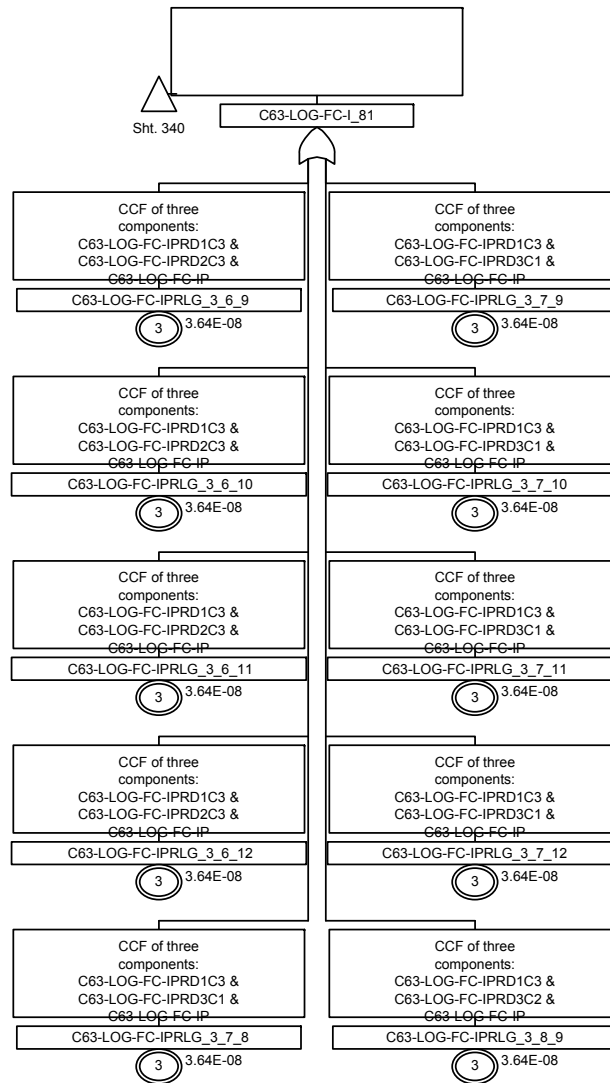 Sht. 340
C63-LOG-FC-I_81
CCF of three
components:
C63-LOG-FC-IPRD1C3 &
C63-LOG-FC-IPRD2C3 &
C63-LOG-FC-IP
C63-LOG-FC-IPRLG_3_6_9
3
3.64E-08
CCF of three
components:
C63-LOG-FC-IPRD1C3 &
C63-LOG-FC-IPRD3C1 &
C63-LOG-FC-IP
C63-LOG-FC-IPRLG_3_7_9
3
3.64E-08
CCF of three
components:
C63-LOG-FC-IPRD1C3 &
C63-LOG-FC-IPRD2C3 &
C63-LOG-FC-IP
C63-LOG-FC-IPRLG_3_6_10
3
3.64E-08
CCF of three
components:
C63-LOG-FC-IPRD1C3 &
C63-LOG-FC-IPRD3C1 &
C63-LOG-FC-IP
C63-LOG-FC-IPRLG_3_7_10
3
3.64E-08
CCF of three
components:
C63-LOG-FC-IPRD1C3 &
C63-LOG-FC-IPRD2C3 &
C63-LOG-FC-IP
C63-LOG-FC-IPRLG_3_6_11
3
3.64E-08
CCF of three
components:
C63-LOG-FC-IPRD1C3 &
C63-LOG-FC-IPRD3C1 &
C63-LOG-FC-IP
C63-LOG-FC-IPRLG_3_7_11
3
3.64E-08
CCF of three
components:
C63-LOG-FC-IPRD1C3 &
C63-LOG-FC-IPRD2C3 &
C63-LOG-FC-IP
C63-LOG-FC-IPRLG_3_6_12
3
3.64E-08
CCF of three
components:
C63-LOG-FC-IPRD1C3 &
C63-LOG-FC-IPRD3C1 &
C63-LOG-FC-IP
C63-LOG-FC-IPRLG_3_7_12
3
3.64E-08
CCF of three
components:
C63-LOG-FC-IPRD1C3 &
C63-LOG-FC-IPRD3C1 &
C63-LOG-FC-IP
C63-LOG-FC-IPRLG_3_7_8
3
3.64E-08
CCF of three
components:
C63-LOG-FC-IPRD1C3 &
C63-LOG-FC-IPRD3C2 &
C63-LOG-FC-IP
C63-LOG-FC-IPRLG_3_8_9
3
3.64E-08